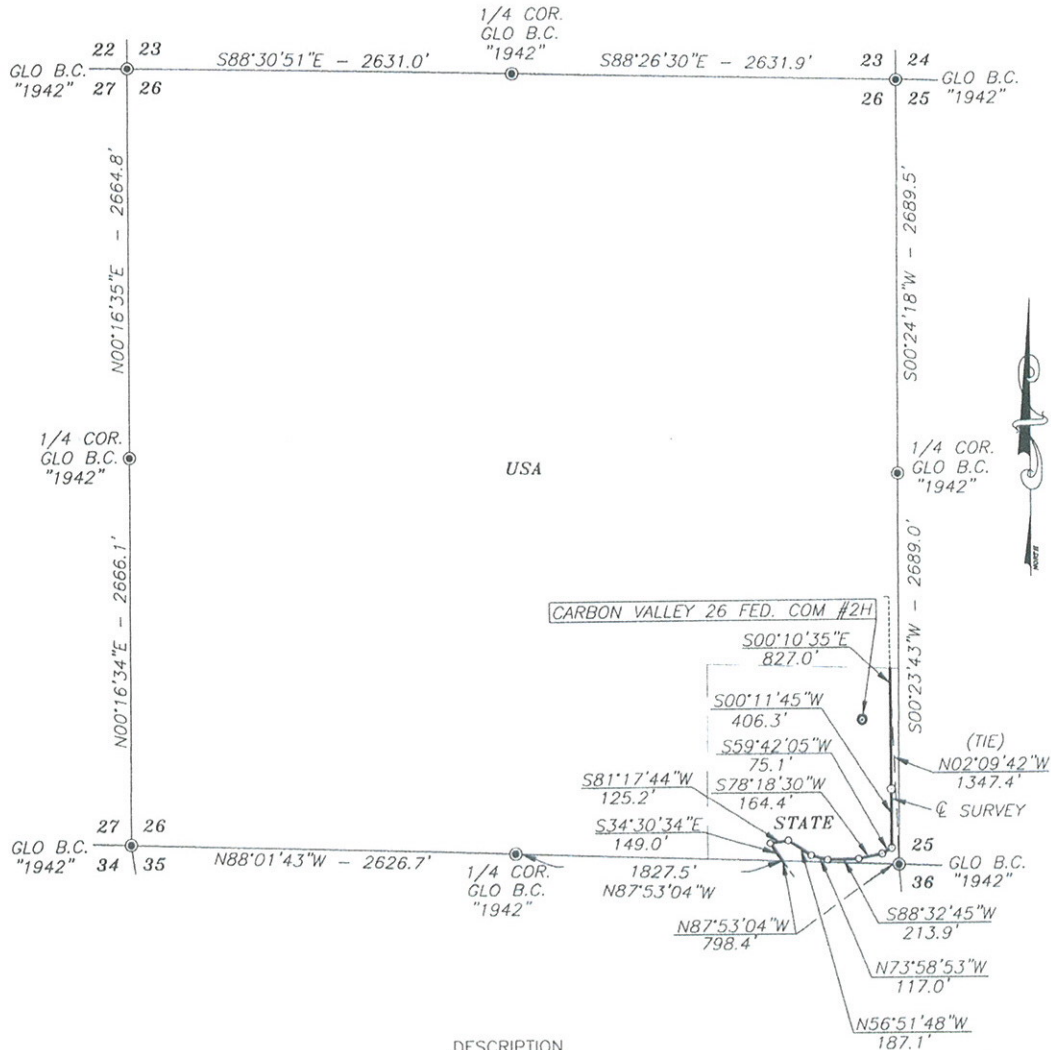 1/4 COR.
GLO B.C.
"1942"
22 23
S88°30'51"E - 2631.0'
S88°26'30"E - 2631.9'
23 24
GLO B.C.
"1942"
27 26
26 25
GLO B.C.
"1942"
N00°16'35"E - 2664.8'
S00°24'18"W - 2689.5'
1/4 COR.
GLO B.C.
"1942"
USA
1/4 COR.
GLO B.C.
"1942"
NORTH
N00°16'34"E - 2666.1'
S00°23'43"W - 2689.0'
CARBON VALLEY 26 FED. COM #2H
S00°10'35"E
827.0'
S00°11'45"W
406.3'
(TIE)
N02°09'42"W
1347.4'
S59°42'05"W
75.1'
S81°17'44"W
125.2'
S78°18'30"W
164.4'
℄ SURVEY
STATE
S34°30'34"E
149.0'
27 26
GLO B.C.
"1942"
34 35
N88°01'43"W - 2626.7'
1/4 COR.
GLO B.C.
"1942"
1827.5'
N87°53'04"W
25
GLO B.C.
"1942"
36
N87°53'04"W
798.4'
S88°32'45"W
213.9'
N73°58'53"W
117.0'
N56°51'48"W
187.1'
DESCRIPTION